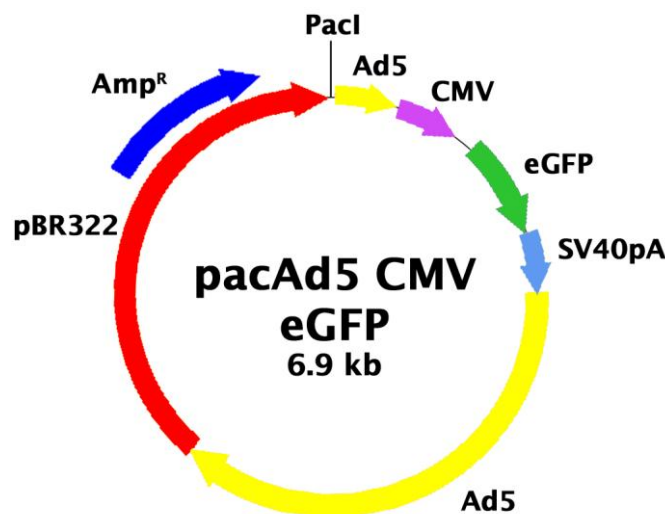 PacI
Ad5
CMV
Ampᴿ
eGFP
pBR322
SV40pA
pacAd5 CMV
eGFP
6.9 kb
Ad5